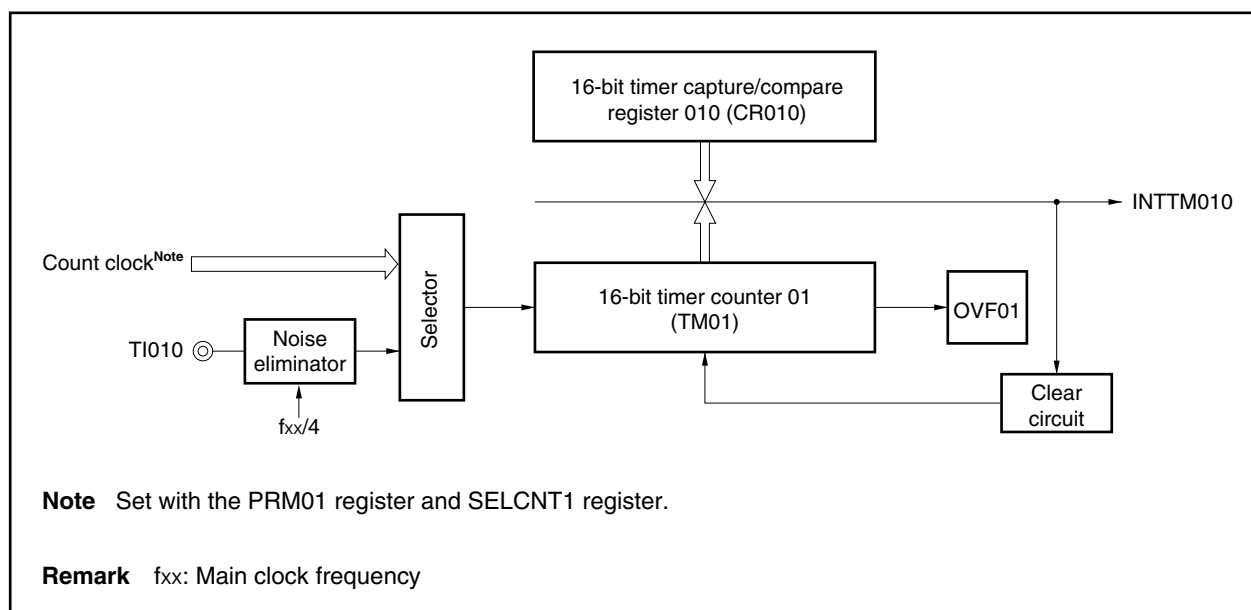 16-bit timer capture/compare
register 010 (CR010)
INTTM010
Count clockNote
Selector
16-bit timer counter 01
(TM01)
OVF01
TI010
Noise
eliminator
fxx/4
Clear
circuit
Note Set with the PRM01 register and SELCNT1 register.
Remark fxx: Main clock frequency